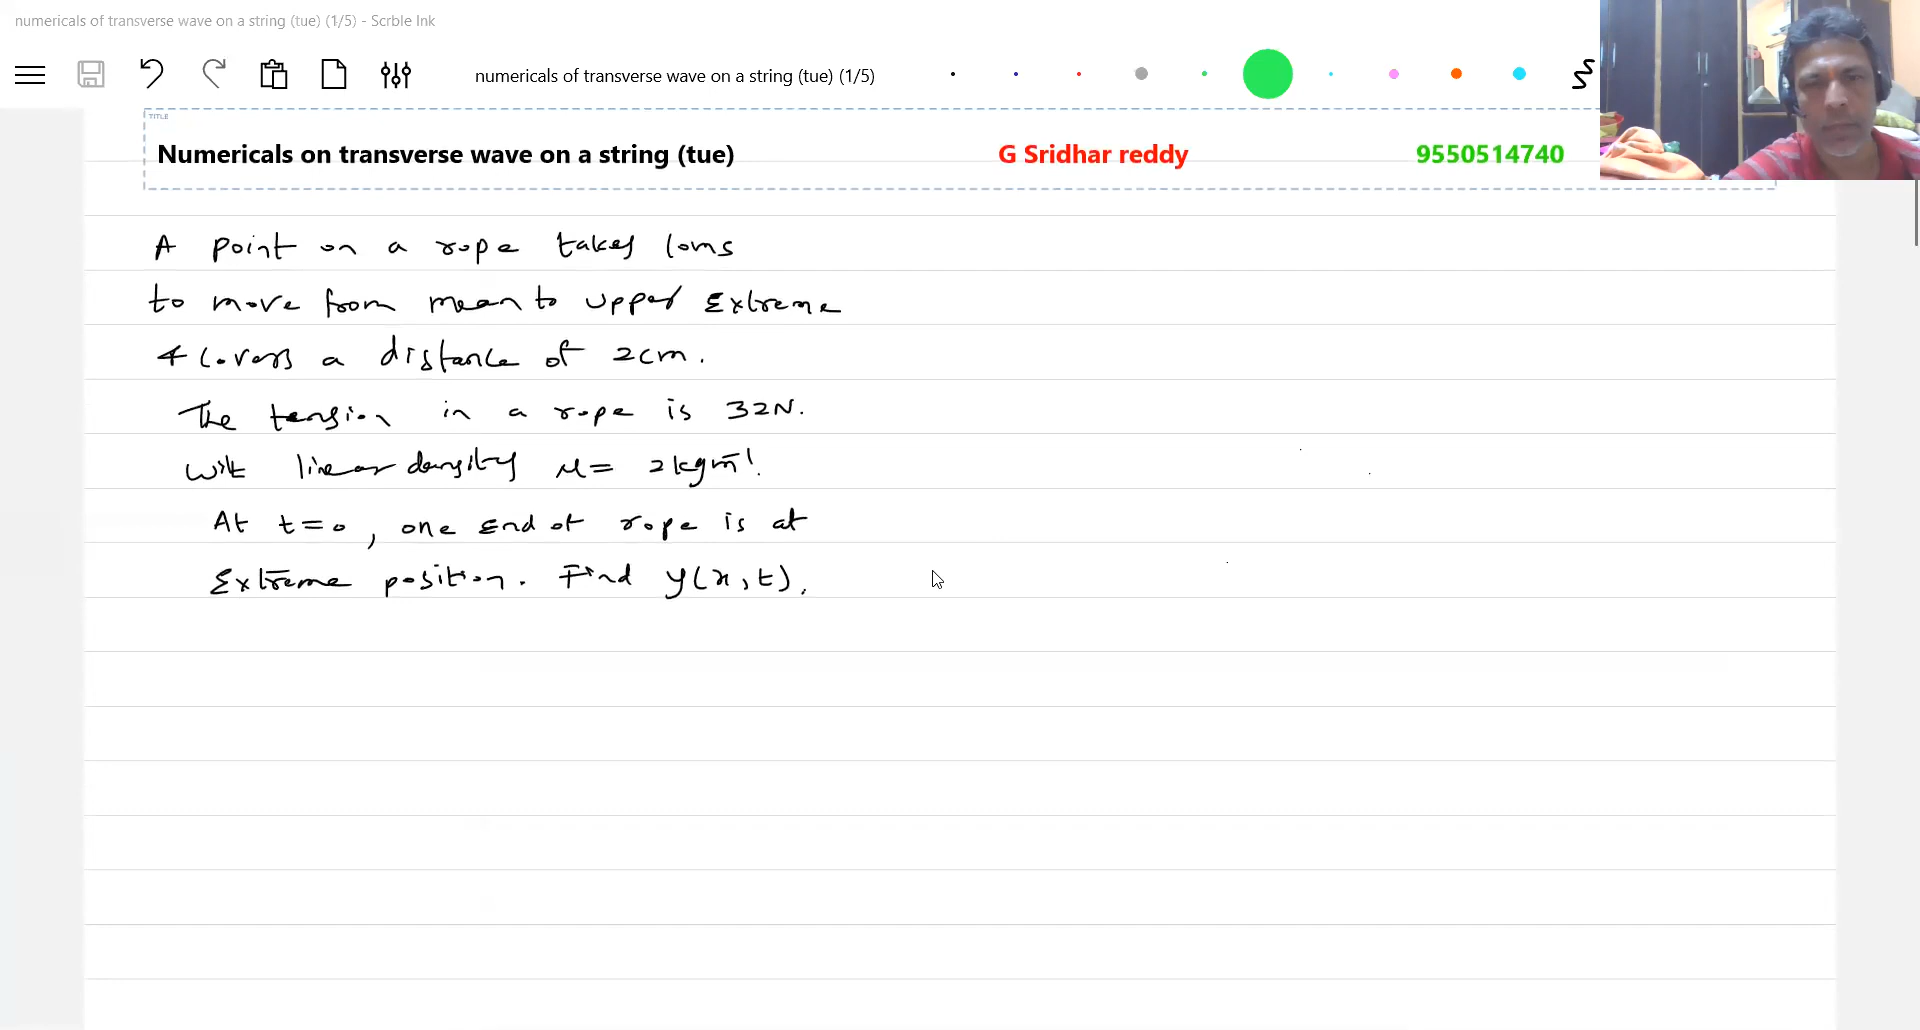 numericals of transverse wave on a string (tue) (1/5) - Scrble Ink
numericals of transverse wave on a string (tue) (1/5)
TITLE
Numericals on transverse wave on a string (tue) G Sridhar reddy 9550514740
A point on a rope takes 10ms
to move from mean to upper Extreme
& covers a distance of 2cm.
The tension in a rope is 32N.
with linear density μ = 2kgm⁻¹.
At t=0, one end of rope is at
Extreme position. Find y(x,t).